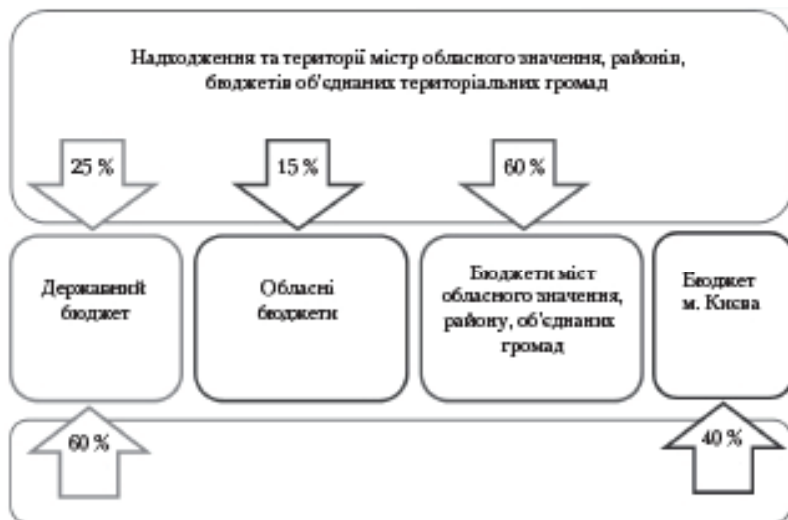 Надходження та території містр обласного значення, районів,
бюджетів об'єднаних територіальних громад
25 %
15 %
60 %
Державний
бюджет
Обласні
бюджети
Бюджети міст
обласного значення,
району, об'єднаних
громад
Бюджет
м. Києва
60 %
40 %